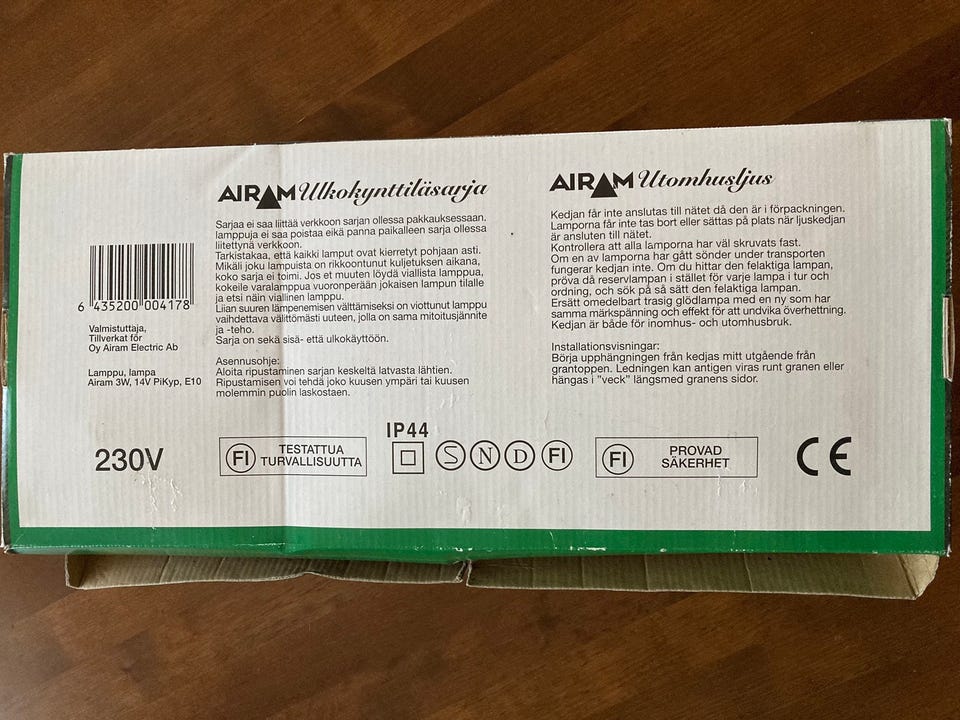 AIRAM Ulkokynttiläsarja
Sarjaa ei saa liittää verkkoon sarjan ollessa pakkauksessaan.
lamppuja ei saa poistaa eikä panna paikalleen sarja ollessa
liitettynä verkkoon.
Tarkistakaa, että kaikki lamput ovat kierretyt pohjaan asti.
Mikäli joku lampuista on rikkoontunut kuljetuksen aikana,
koko sarja ei toimi. Jos et muuten löydä viallista lamppua,
kokeile varalamppua vuoronperään jokaisen lampun tilalle
ja etsi näin viallinen lamppu.
Liian suuren lämpenemisen välttämiseksi on viottunut lamppu
vaihdettava välittömästi uuteen, jolla on sama mitoitusjännite
ja -teho.
Sarja on sekä sisä- että ulkokäyttöön.
Asennusohje:
Aloita ripustaminen sarjan keskeltä latvasta lähtien.
Ripustamisen voi tehdä joko kuusen ympäri tai kuusen
molemmin puolin laskostaen.
AIRAM Utomhusljus
Kedjan får inte anslutas till nätet då den är i förpackningen.
Lamporna får inte tas bort eller sättas på plats när ljuskedjan
är ansluten till nätet.
Kontrollera att alla lamporna har väl skruvats fast.
Om en av lamporna har gått sönder under transporten
fungerar kedjan inte. Om du hittar den felaktiga lampan,
pröva då reservlampan i stället för varje lampa i tur och
ordning, och sök på så sätt den felaktiga lampan.
Ersätt omedelbart trasig glödlampa med en ny som har
samma märkspänning och effekt för att undvika överhettning.
Kedjan är både för inomhus- och utomhusbruk.
Installationsvisningar:
Börja upphängningen från kedjas mitt utgående från
grantoppen. Ledningen kan antigen viras runt granen eller
hängas i "veck" längsmed granens sidor.
6 435200 004178
Valmistuttaja,
Tillverkat för
Oy Airam Electric Ab
Lamppu, lampa
Airam 3W, 14V PiKyp, E10
230V
FI TESTATTUA
TURVALLISUUTTA
IP44
S N D FI
FI PROVAD
SÄKERHET
CE